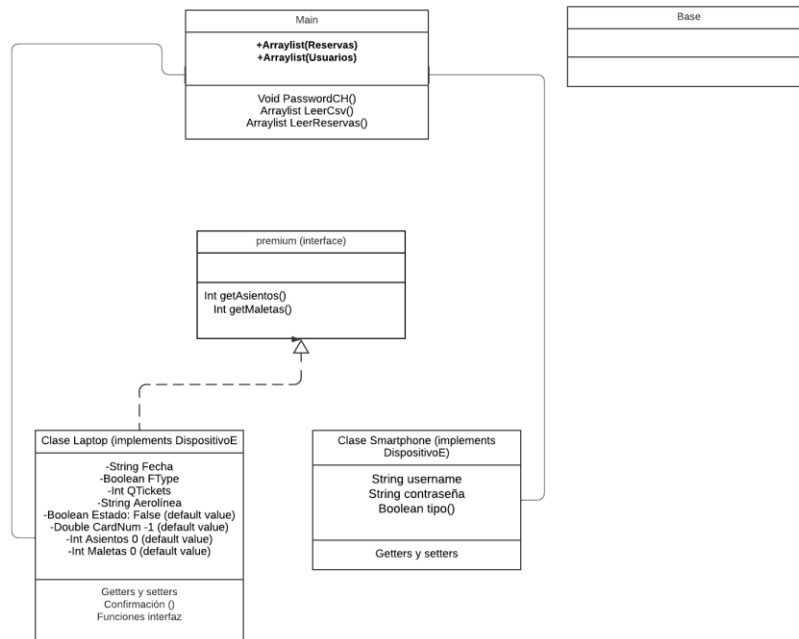 Main
+Arraylist(Reservas)
+Arraylist(Usuarios)
Void PasswordCH()
Arraylist LeerCsv()
Arraylist LeerReservas()
Base
premium (interface)
Int getAsientos()
Int getMaletas()
Clase Laptop (implements DispositivoE
-String Fecha
-Boolean FType
-Int QTickets
-String Aerolínea
-Boolean Estado: False (default value)
-Double CardNum -1 (default value)
-Int Asientos 0 (default value)
-Int Maletas 0 (default value)
Getters y setters
Confirmación ()
Funciones interfaz
Clase Smartphone (implements
DispositivoE)
String username
String contraseña
Boolean tipo()
Getters y setters